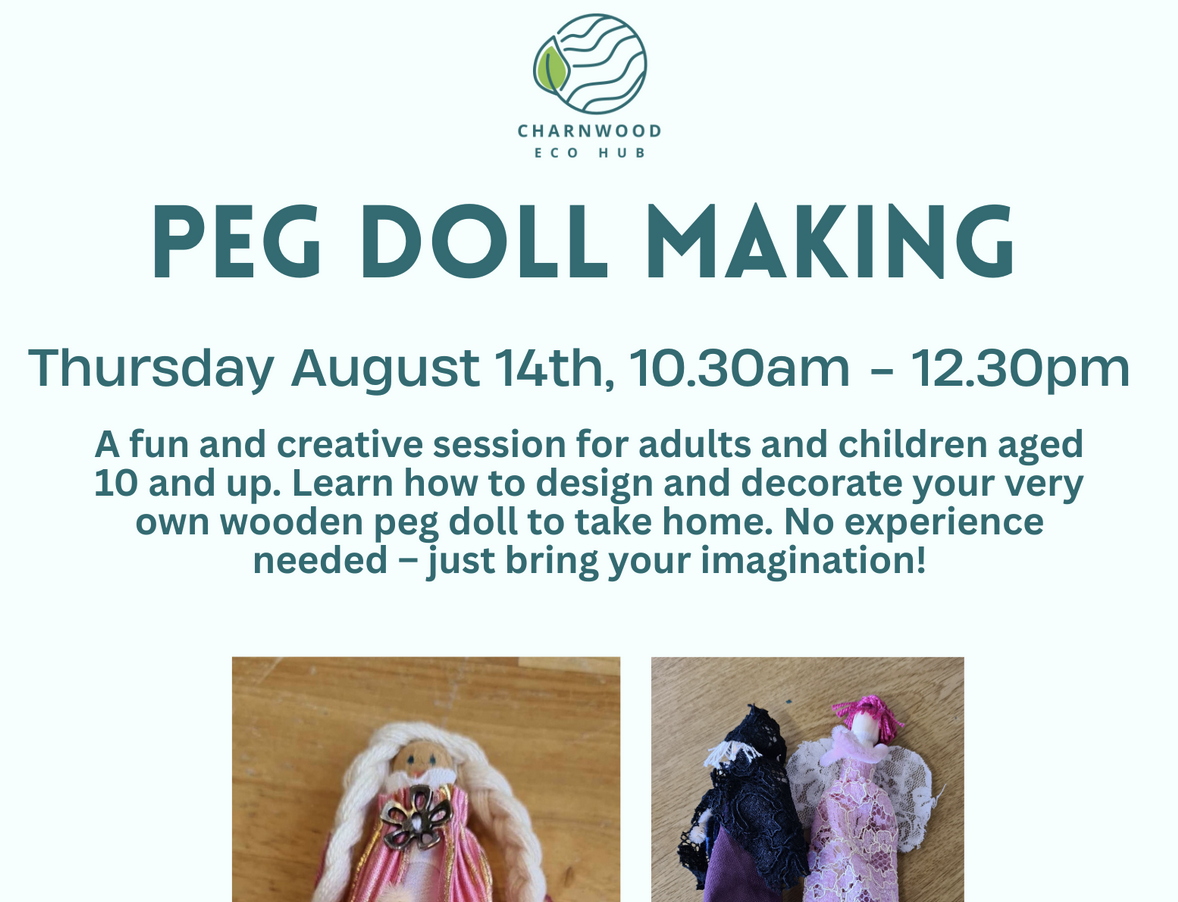 CHARNWOOD
ECO HUB
PEG DOLL MAKING
Thursday August 14th, 10.30am - 12.30pm
A fun and creative session for adults and children aged
10 and up. Learn how to design and decorate your very
own wooden peg doll to take home. No experience
needed – just bring your imagination!